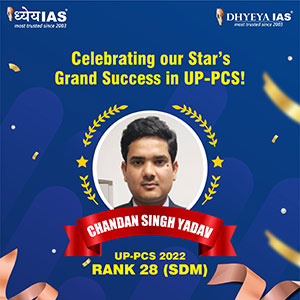 ध्येय IAS
most trusted since 2003
DHYEYA IAS
most trusted since 2003
Celebrating our Star's
Grand Success in UP-PCS!
CHANDAN SINGH YADAV
UP-PCS 2022
RANK 28 (SDM)